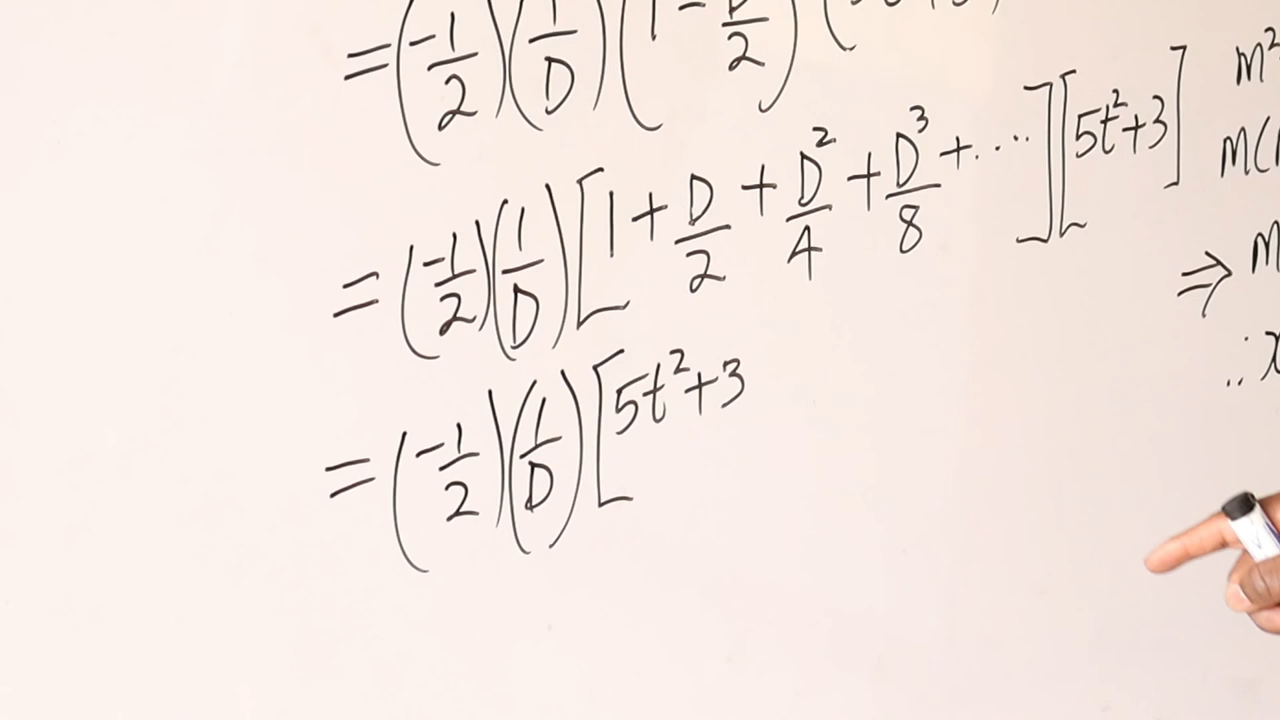 =(-1/2)(1/D)(1-D/2)
=(-1/2)(1/D)[1+D/2+D²/4+D³/8+...][5t²+3]
=(-1/2)(1/D)[5t²+3
m²
m(
⇒ m
∴ x